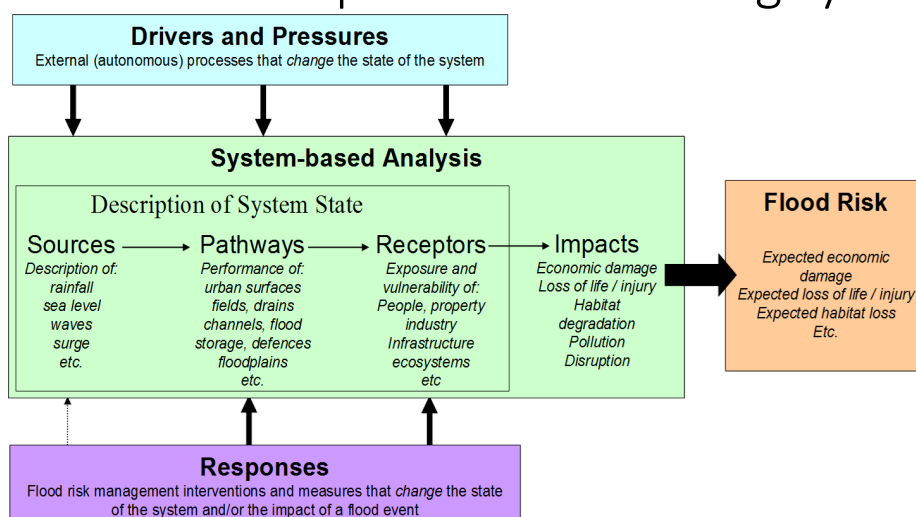 Drivers and Pressures
External (autonomous) processes that change the state of the system
System-based Analysis
Description of System State
Sources
Description of:
rainfall
sea level
waves
surge
etc.
Pathways
Performance of:
urban surfaces
fields, drains
channels, flood
storage, defences
floodplains
etc.
Receptors
Exposure and
vulnerability of:
People, property
industry
Infrastructure
ecosystems
etc
Impacts
Economic damage
Loss of life / injury
Habitat
degradation
Pollution
Disruption
Flood Risk
Expected economic
damage
Expected loss of life / injury
Expected habitat loss
Etc.
Responses
Flood risk management interventions and measures that change the state
of the system and/or the impact of a flood event